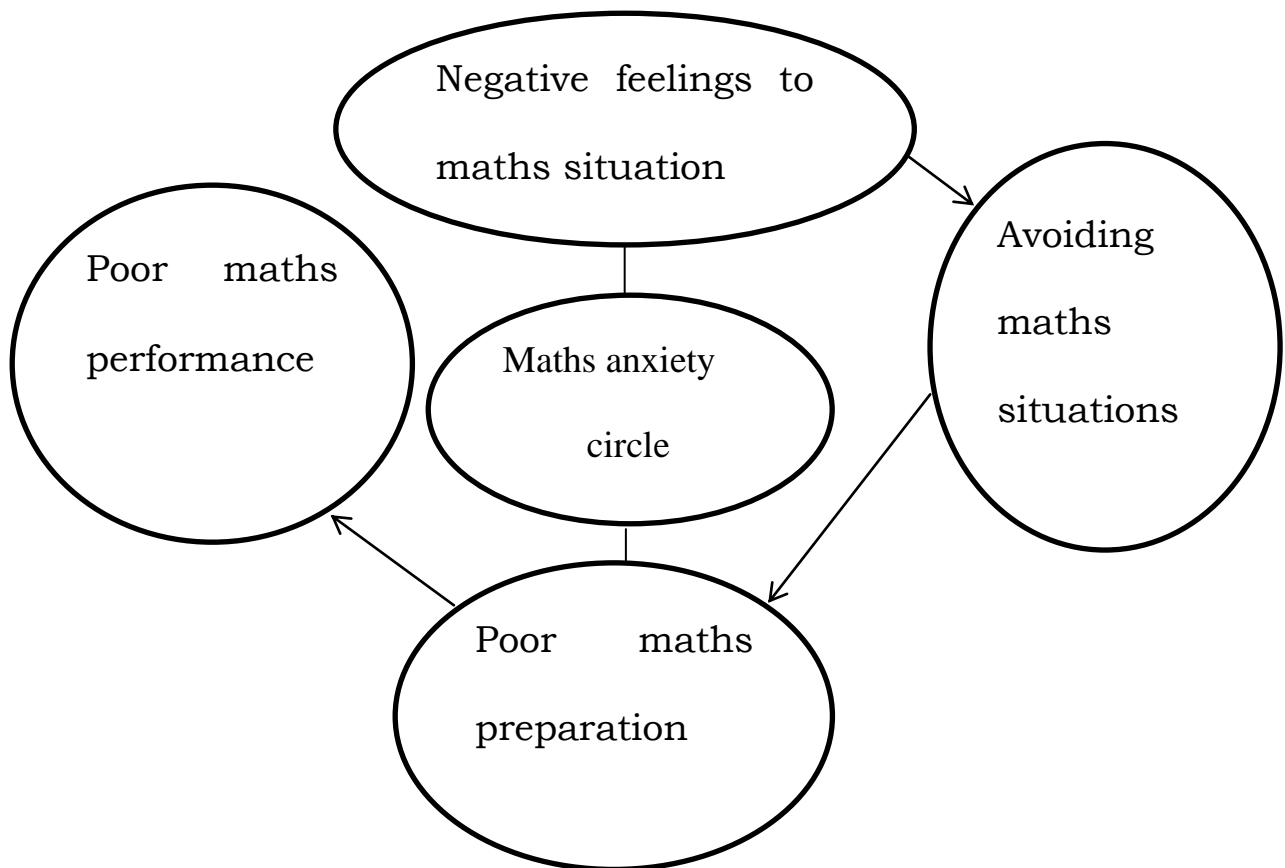 Negative feelings to
maths situation
Avoiding
maths
situations
Poor maths
performance
Maths anxiety
circle
Poor maths
preparation